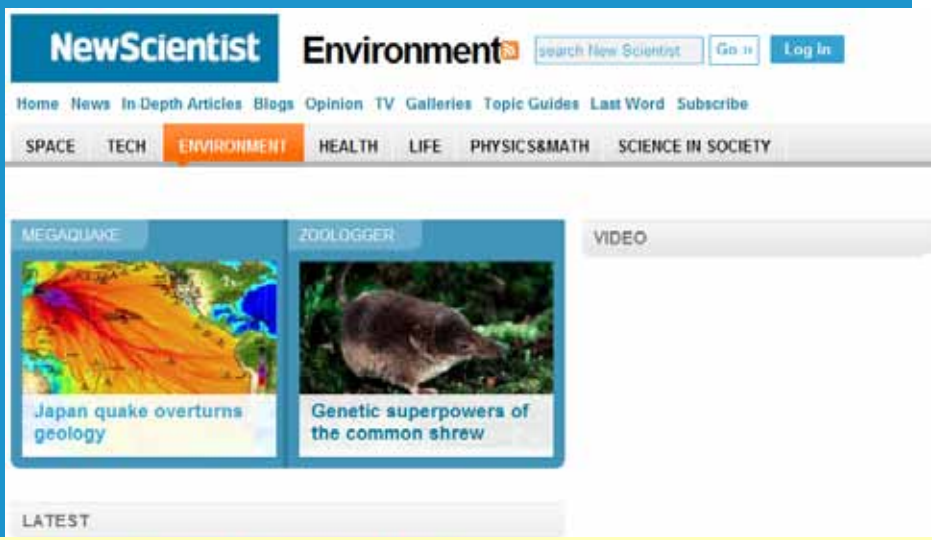 NewScientist Environment search New Scientist Go » Log In
Home News In-Depth Articles Blogs Opinion TV Galleries Topic Guides Last Word Subscribe
SPACE TECH ENVIRONMENT HEALTH LIFE PHYSICS&MATH SCIENCE IN SOCIETY
MEGAQUAKE
Japan quake overturns
geology
ZOOLOGGER
Genetic superpowers of
the common shrew
VIDEO
LATEST